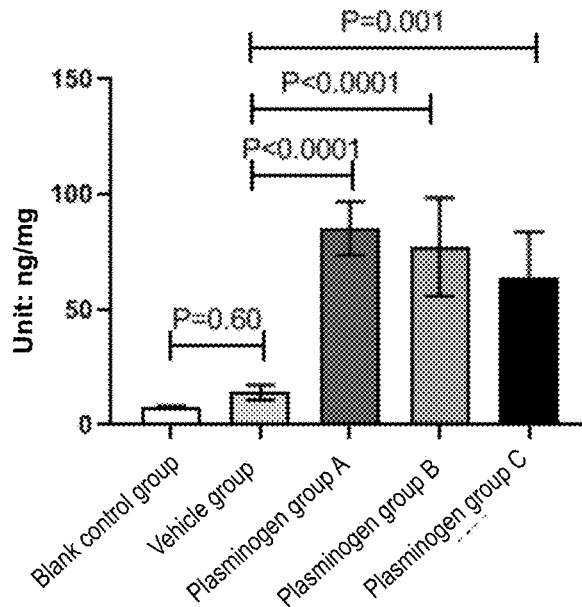 P=0.001
150
P<0.0001
P<0.0001
100
Unit: ng/mg
50
P=0.60
0
Blank control group
Vehicle group
Plasminogen group A
Plasminogen group B
Plasminogen group C